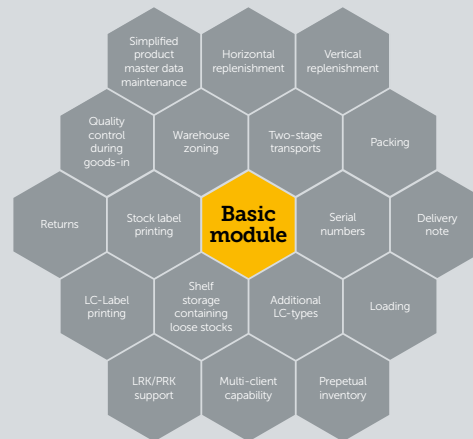 Simplified
product
master data
maintenance
Horizontal
replenishment
Vertical
replenishment
Quality
control
during
goods-in
Warehouse
zoning
Two-stage
transports
Packing
Returns
Stock label
printing
Basic
module
Serial
numbers
Delivery
note
LC-Label
printing
Shelf
storage
containing
loose stocks
Additional
LC-types
Loading
LRK/PRK
support
Multi-client
capability
Prepetual
inventory